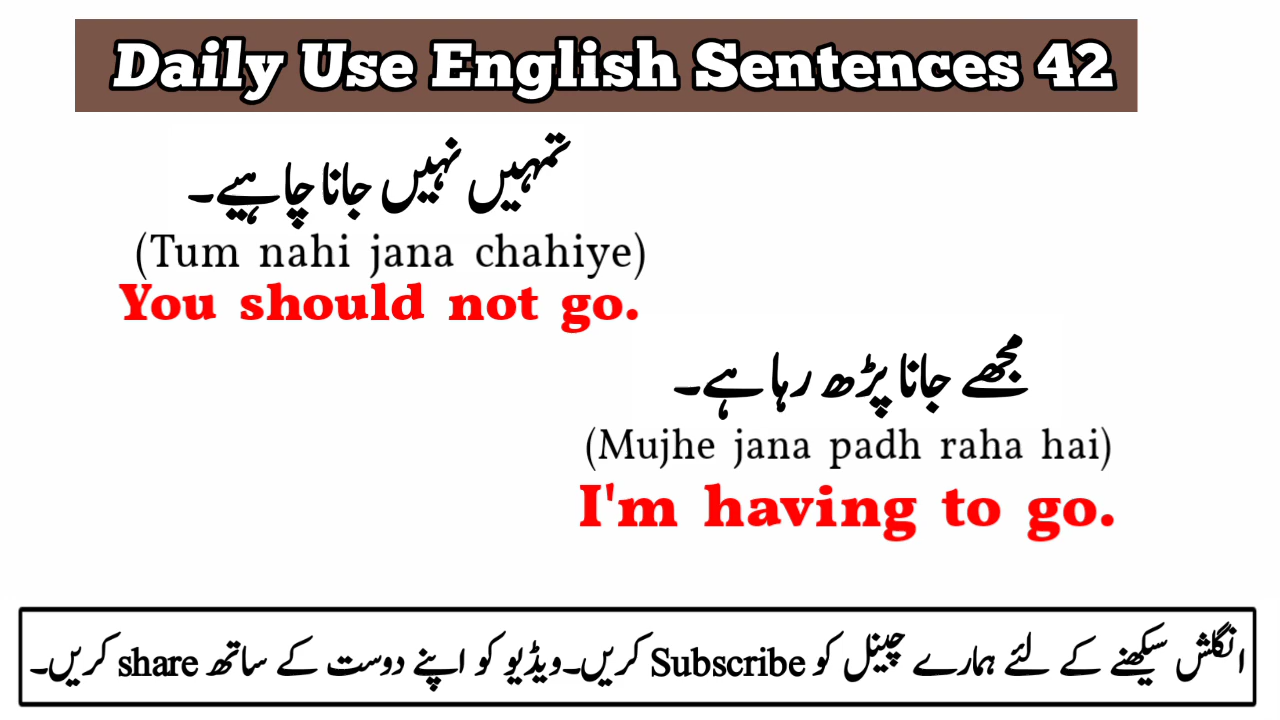 Daily Use English Sentences 42
تمہیں نہیں جانا چاہیے۔
(Tum nahi jana chahiye)
You should not go.
مجھے جانا پڑھ رہا ہے۔
(Mujhe jana padh raha hai)
I'm having to go.
انگلش سیکھنے کے لئے ہمارے چینل کو Subscribe کریں۔ویڈیو کو اپنے دوست کے ساتھ share کریں۔